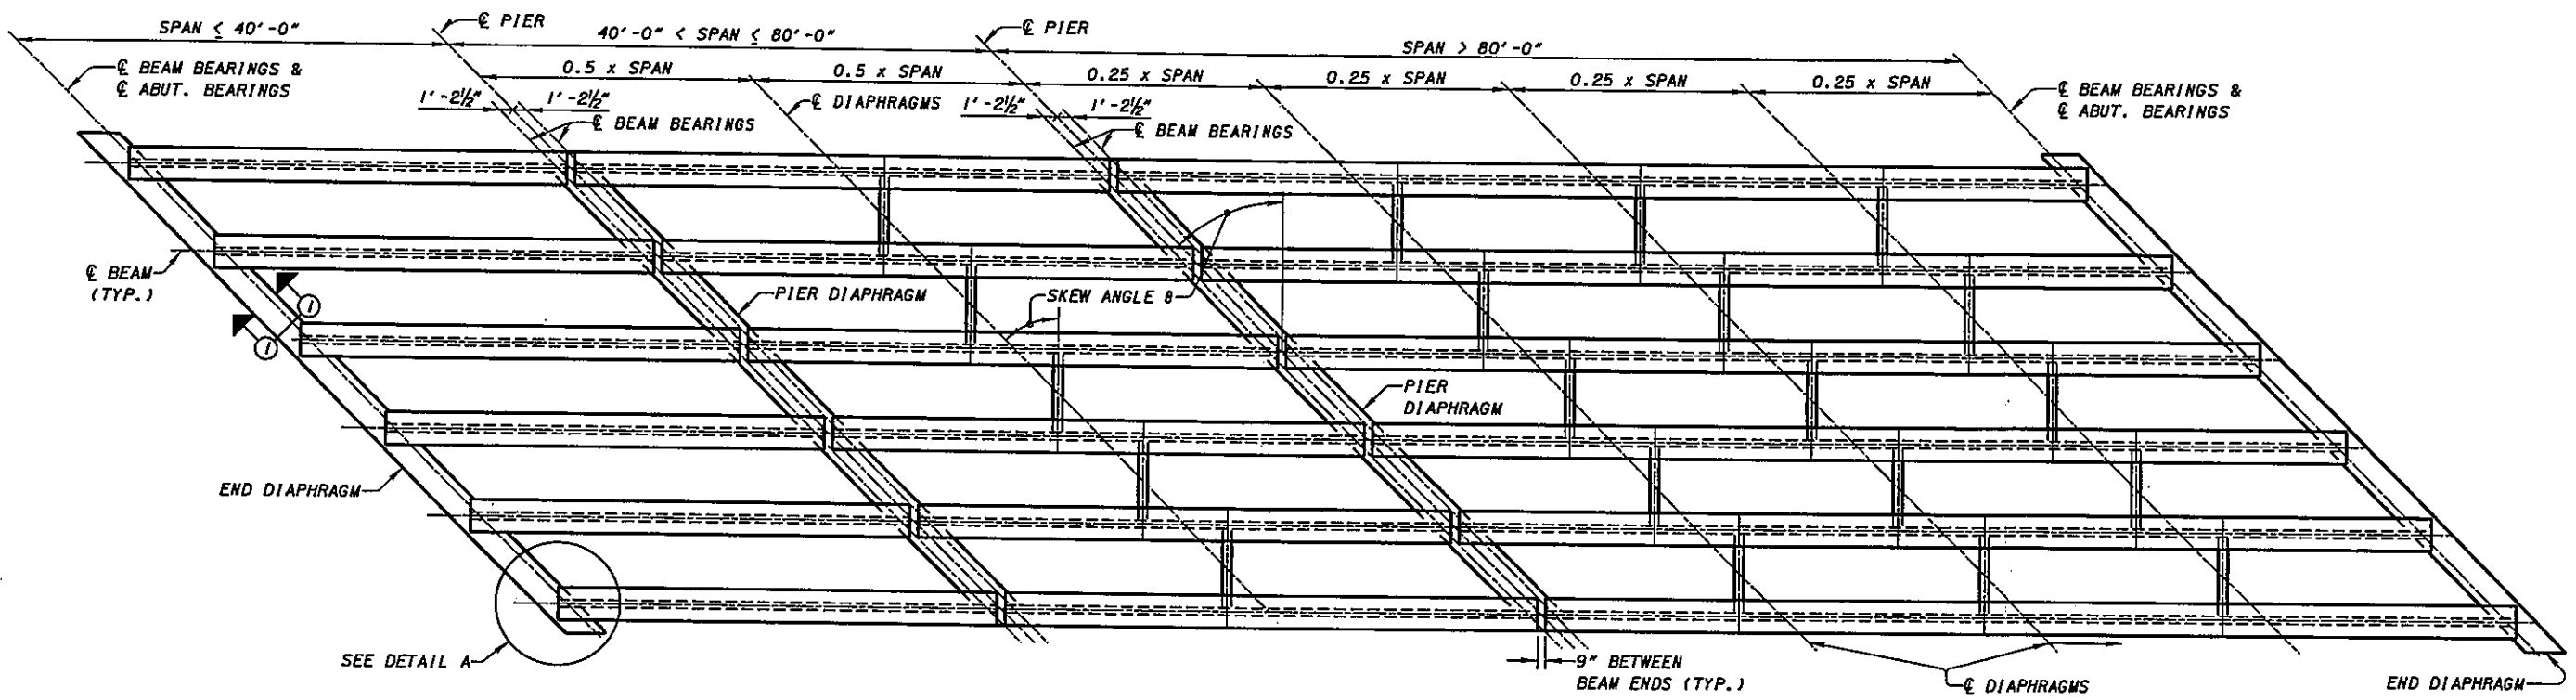 ℄ PIER
℄ PIER
SPAN ≤ 40'-0"
40'-0" < SPAN ≤ 80'-0"
SPAN > 80'-0"
℄ BEAM BEARINGS &
℄ ABUT. BEARINGS
0.5 x SPAN
0.5 x SPAN
0.25 x SPAN
0.25 x SPAN
0.25 x SPAN
0.25 x SPAN
℄ BEAM BEARINGS &
℄ ABUT. BEARINGS
1'-2½"
1'-2½"
℄ DIAPHRAGMS
1'-2½"
1'-2½"
℄ BEAM BEARINGS
℄ BEAM BEARINGS
℄ BEAM
(TYP.)
1
1
PIER DIAPHRAGM
SKEW ANGLE θ
PIER
DIAPHRAGM
END DIAPHRAGM
SEE DETAIL A
9" BETWEEN
BEAM ENDS (TYP.)
℄ DIAPHRAGMS
END DIAPHRAGM